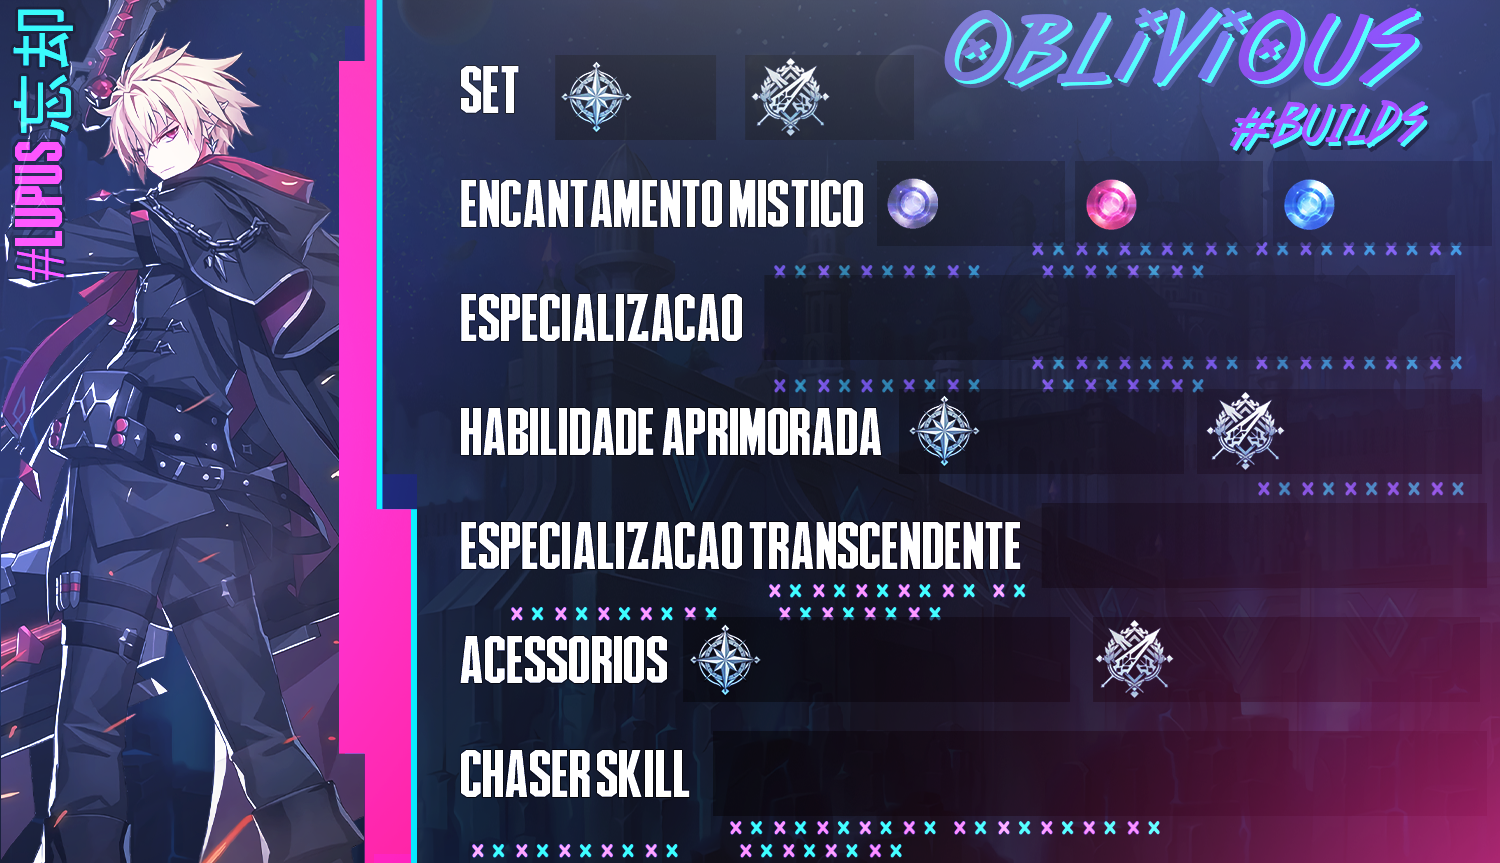 #LUPUS忘却
OBLiViOUS
#BUILDS
SET
ENCANTAMENTO MISTICO
ESPECIALIZACAO
HABILIDADE APRIMORADA
ESPECIALIZACAO TRANSCENDENTE
ACESSORIOS
CHASER SKILL